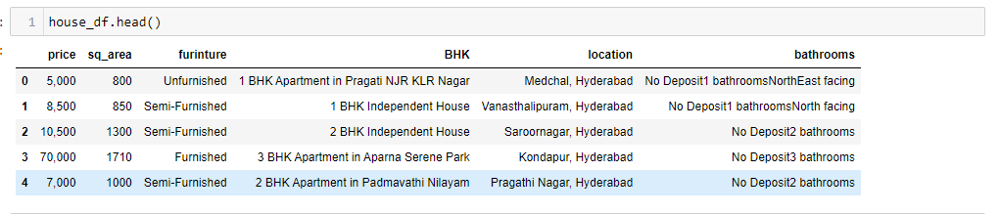 1 house_df.head()
price sq_area furinture BHK location bathrooms
0 5,000 800 Unfurnished 1 BHK Apartment in Pragati NJR KLR Nagar Medchal, Hyderabad No Deposit1 bathroomsNorthEast facing
1 8,500 850 Semi-Furnished 1 BHK Independent House Vanasthalipuram, Hyderabad No Deposit1 bathroomsNorth facing
2 10,500 1300 Semi-Furnished 2 BHK Independent House Saroornagar, Hyderabad No Deposit2 bathrooms
3 70,000 1710 Furnished 3 BHK Apartment in Aparna Serene Park Kondapur, Hyderabad No Deposit3 bathrooms
4 7,000 1000 Semi-Furnished 2 BHK Apartment in Padmavathi Nilayam Pragathi Nagar, Hyderabad No Deposit2 bathrooms